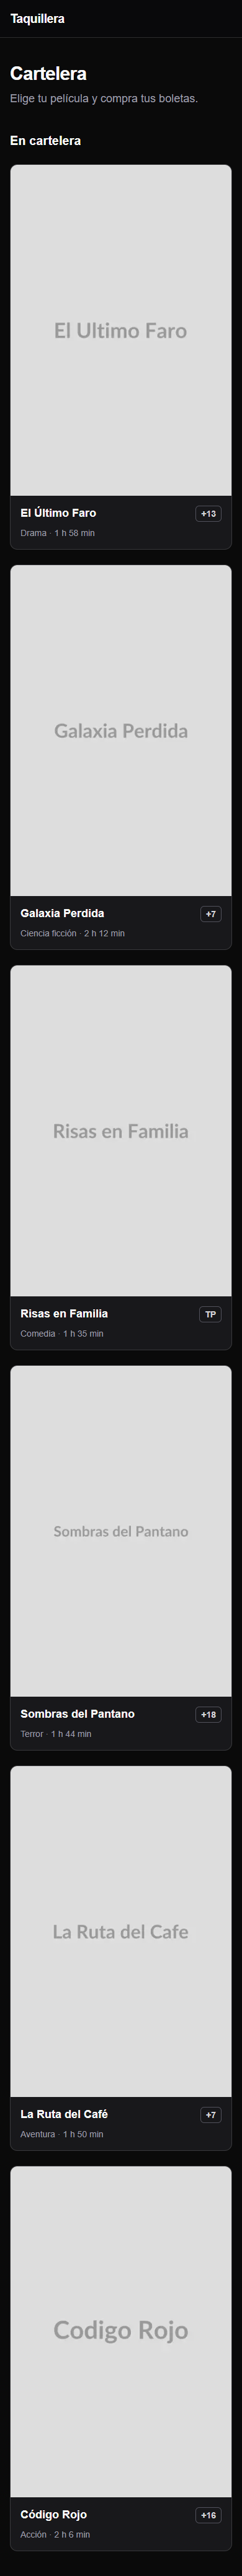 Taquillera
Cartelera
Elige tu película y compra tus boletas.
En cartelera
El Ultimo Faro
El Último Faro +13
Drama · 1 h 58 min
Galaxia Perdida
Galaxia Perdida +7
Ciencia ficción · 2 h 12 min
Risas en Familia
Risas en Familia TP
Comedia · 1 h 35 min
Sombras del Pantano
Sombras del Pantano +18
Terror · 1 h 44 min
La Ruta del Cafe
La Ruta del Café +7
Aventura · 1 h 50 min
Codigo Rojo
Código Rojo +16
Acción · 2 h 6 min